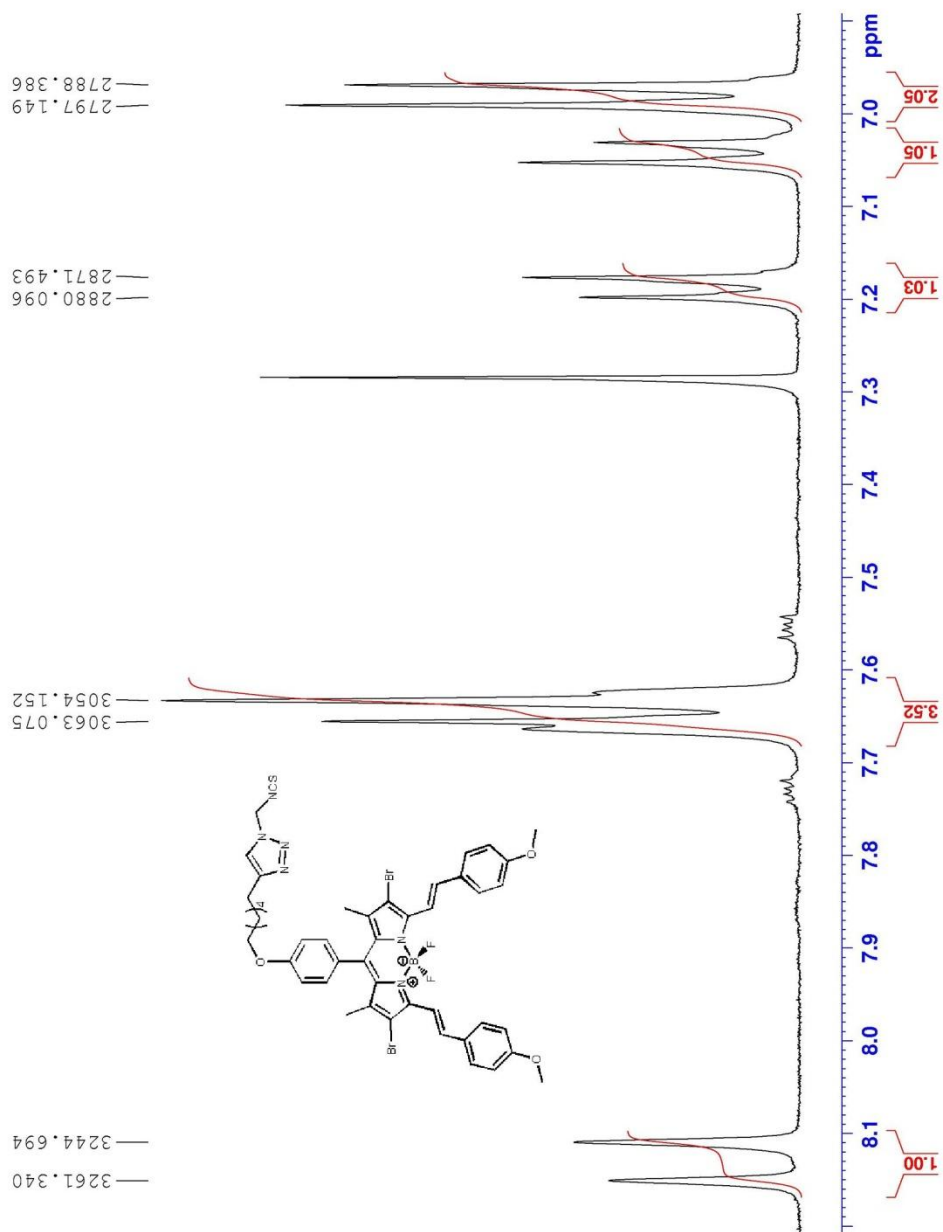 3261.340
3244.694
3063.075
3054.152
2880.096
2871.493
2797.149
2788.386
NCS
N
N=N
4
O
Br
Br
N
N
⊖
B
⊕
F
F
O
O
8.1
8.0
7.9
7.8
7.7
7.6
7.5
7.4
7.3
7.2
7.1
7.0
ppm
1.00
3.52
1.03
1.05
2.05